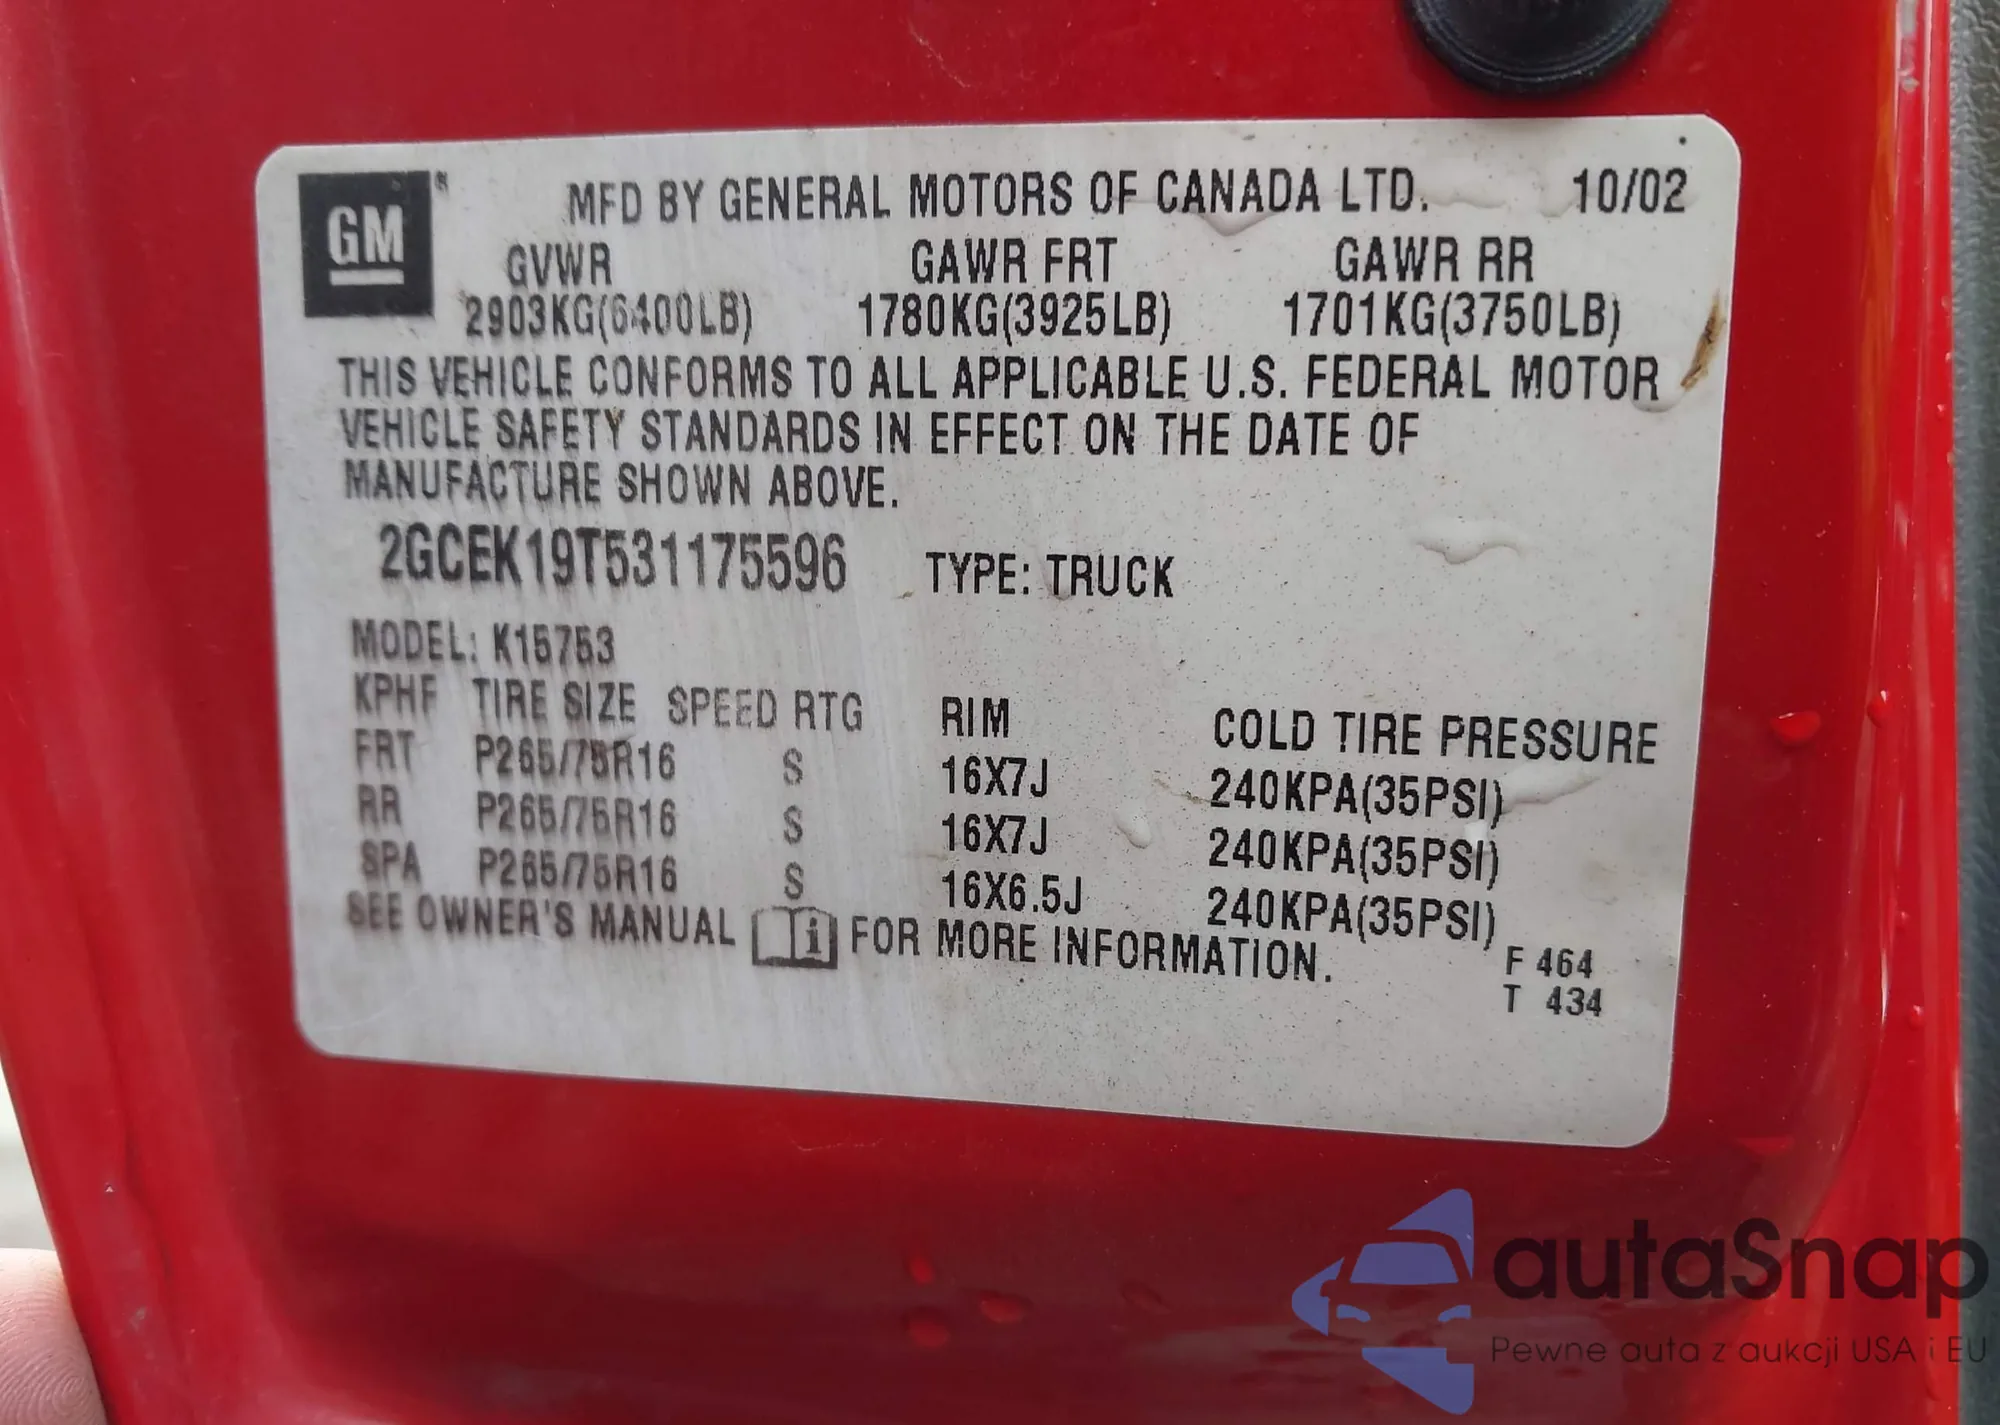 GM ® MFD BY GENERAL MOTORS OF CANADA LTD. 10/02
GVWR GAWR FRT GAWR RR
2903KG(6400LB) 1780KG(3925LB) 1701KG(3750LB)
THIS VEHICLE CONFORMS TO ALL APPLICABLE U.S. FEDERAL MOTOR
VEHICLE SAFETY STANDARDS IN EFFECT ON THE DATE OF
MANUFACTURE SHOWN ABOVE.
2GCEK19T531175596 TYPE: TRUCK
MODEL: K15753
KPHF TIRE SIZE SPEED RTG RIM COLD TIRE PRESSURE
FRT P265/75R16 S 16X7J 240KPA(35PSI)
RR P265/75R16 S 16X7J 240KPA(35PSI)
SPA P265/75R16 S 16X6.5J 240KPA(35PSI)
SEE OWNER'S MANUAL i FOR MORE INFORMATION.
F 464
T 434
autaSnap
Pewne auta z aukcji USA i EU